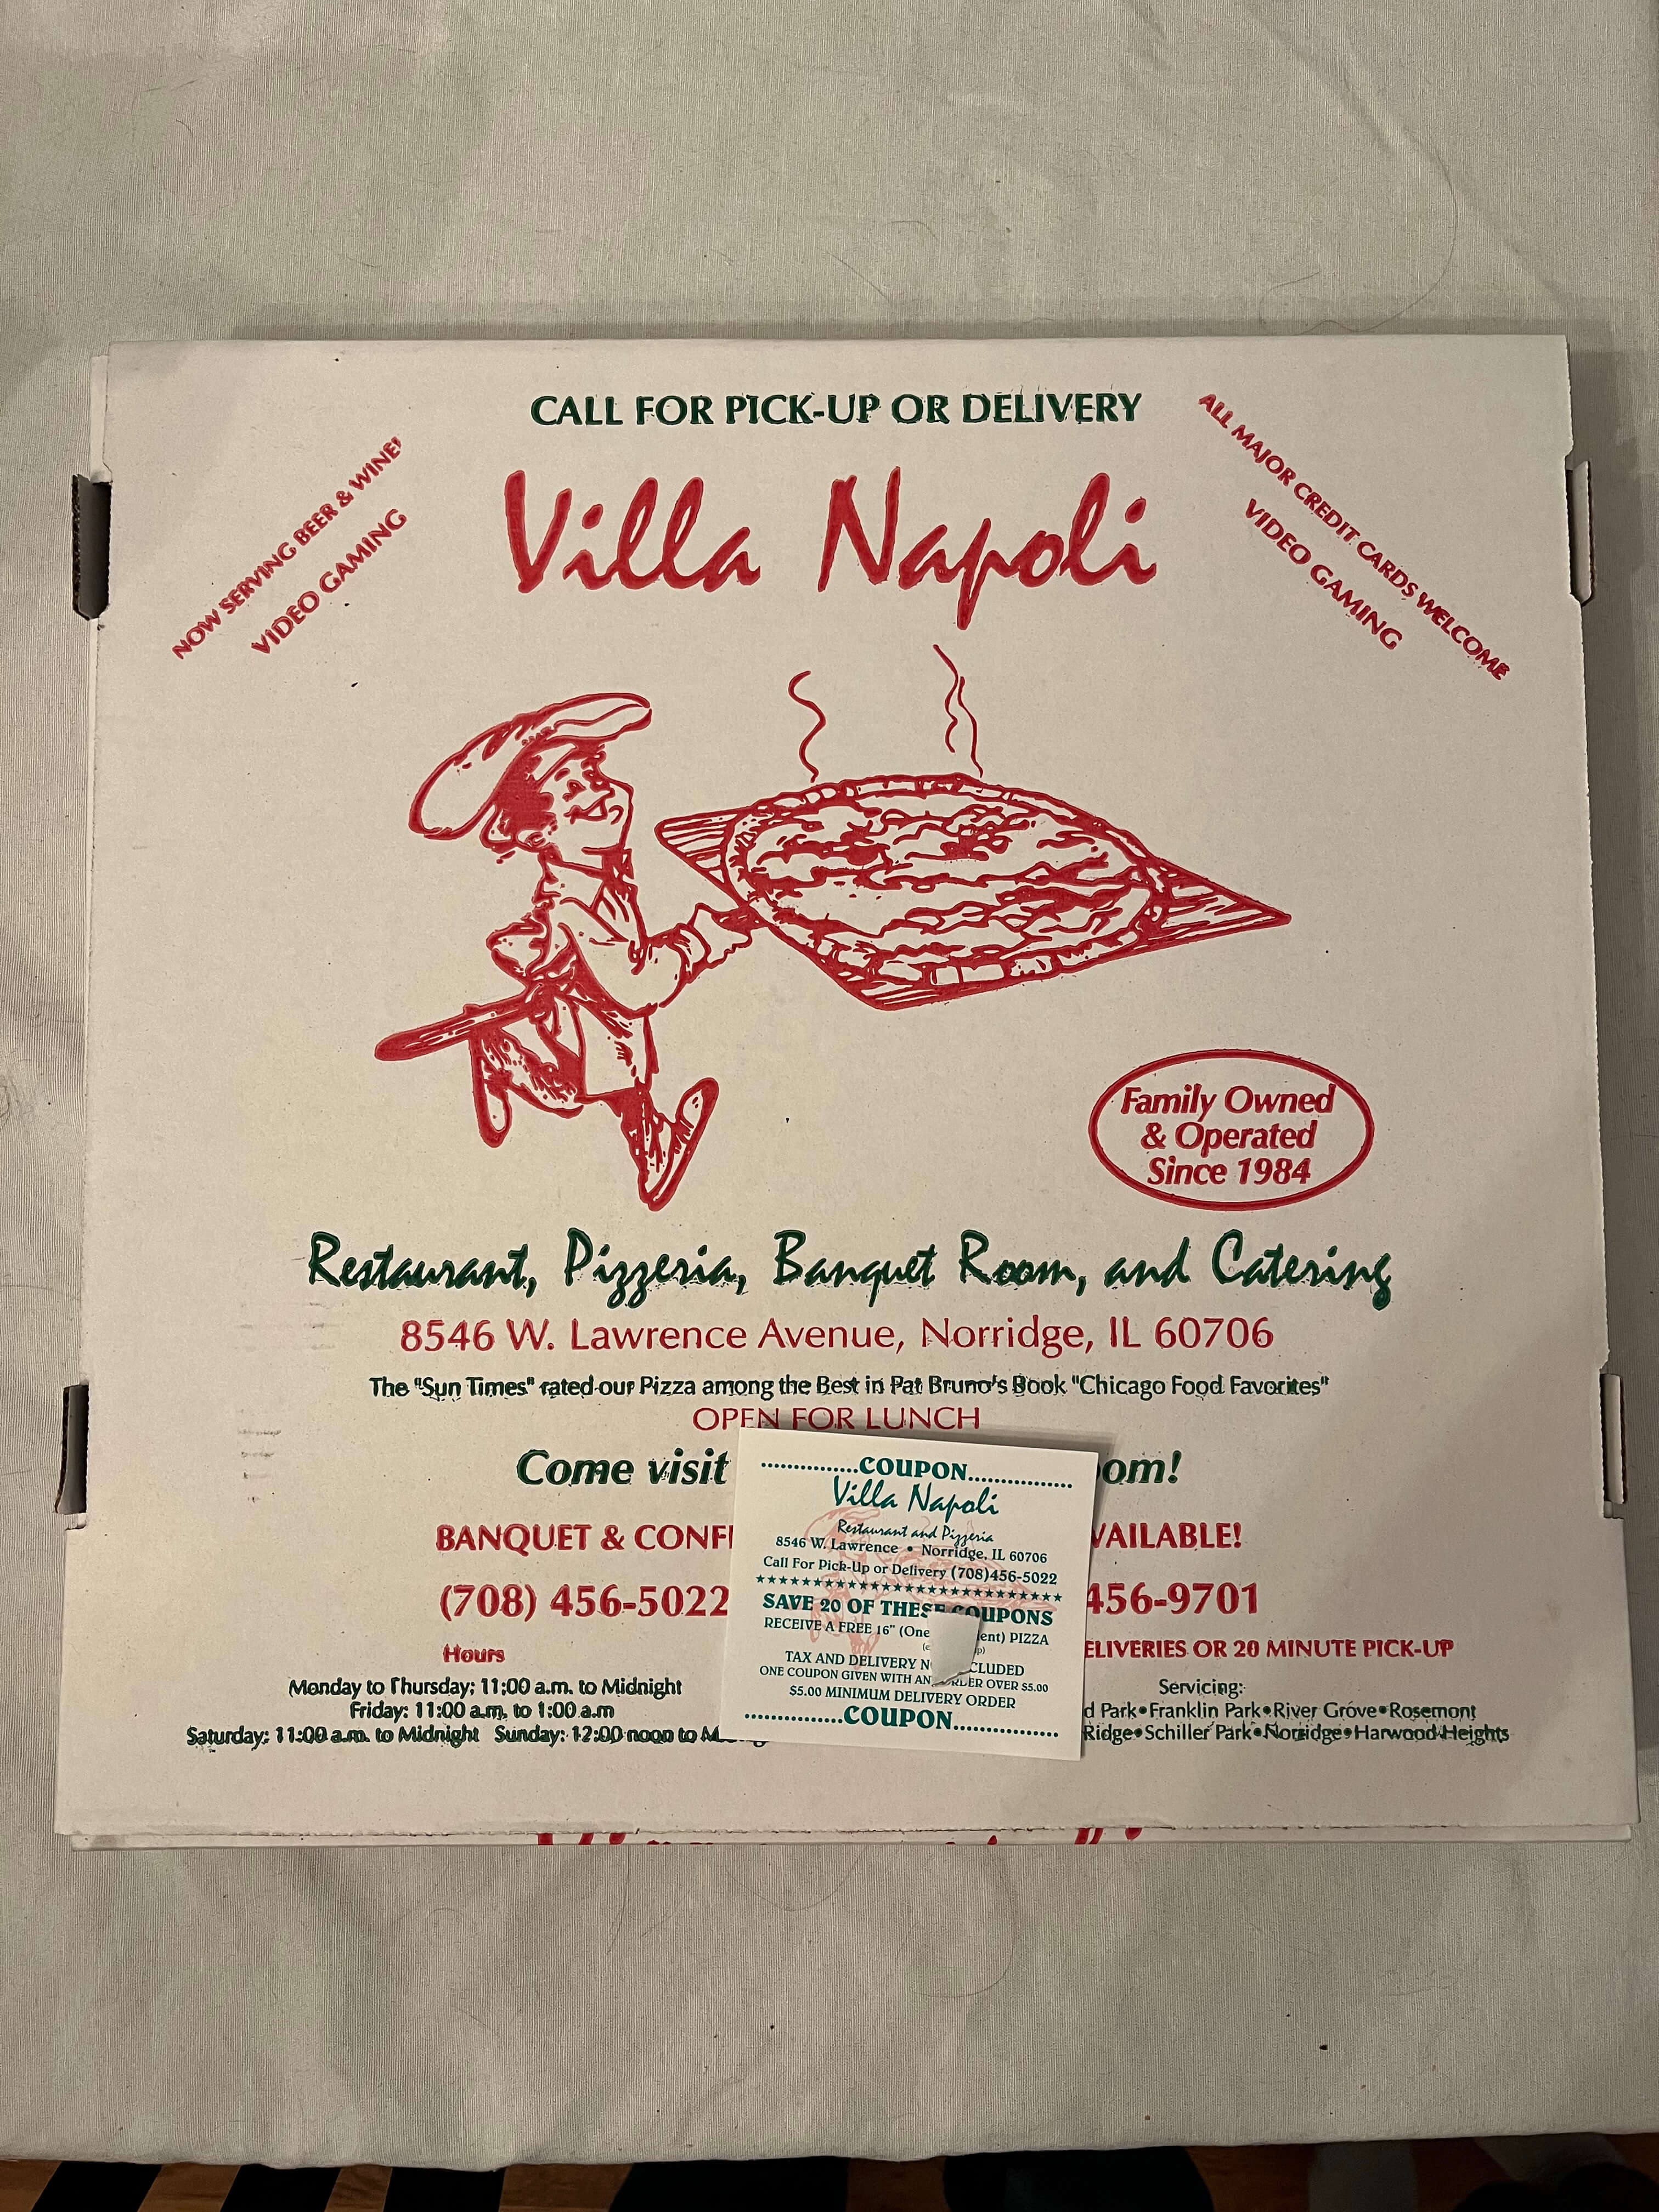 CALL FOR PICK-UP OR DELIVERY
NOW SERVING BEER & WINE!
VIDEO GAMING
ALL MAJOR CREDIT CARDS WELCOME
VIDEO GAMING
Villa Napoli
Family Owned
& Operated
Since 1984
Restaurant, Pizzeria, Banquet Room, and Catering
8546 W. Lawrence Avenue, Norridge, IL 60706
The "Sun Times" rated our Pizza among the Best in Pat Bruno's Book "Chicago Food Favorites"
OPEN FOR LUNCH
Come visit
BANQUET &
(708) 456-5022
456-9701
Hours
Monday to Thursday: 11:00 a.m. to Midnight
Friday: 11:00 a.m. to 1:00 a.m
Saturday: 11:00 a.m. to Midnight Sunday: 12:00 noon to
OR 20 MINUTE PICK-UP
Servicing:
Park•Franklin Park•River Grove•Rosemont
Ridge•Schiller Park•Norridge•Harwood Heights
...............COUPON...............
Villa Napoli
Restaurant and Pizzeria
8546 W. Lawrence • Norridge, IL 60706
Call For Pick-Up or Delivery (708)456-5022
SAVE 20 OF THESE COUPONS
RECEIVE A FREE 16" (One PIZZA
TAX AND DELIVERY
ONE COUPON GIVEN WITH AN ORDER OVER $5.00
$5.00 MINIMUM DELIVERY ORDER
...............COUPON...............